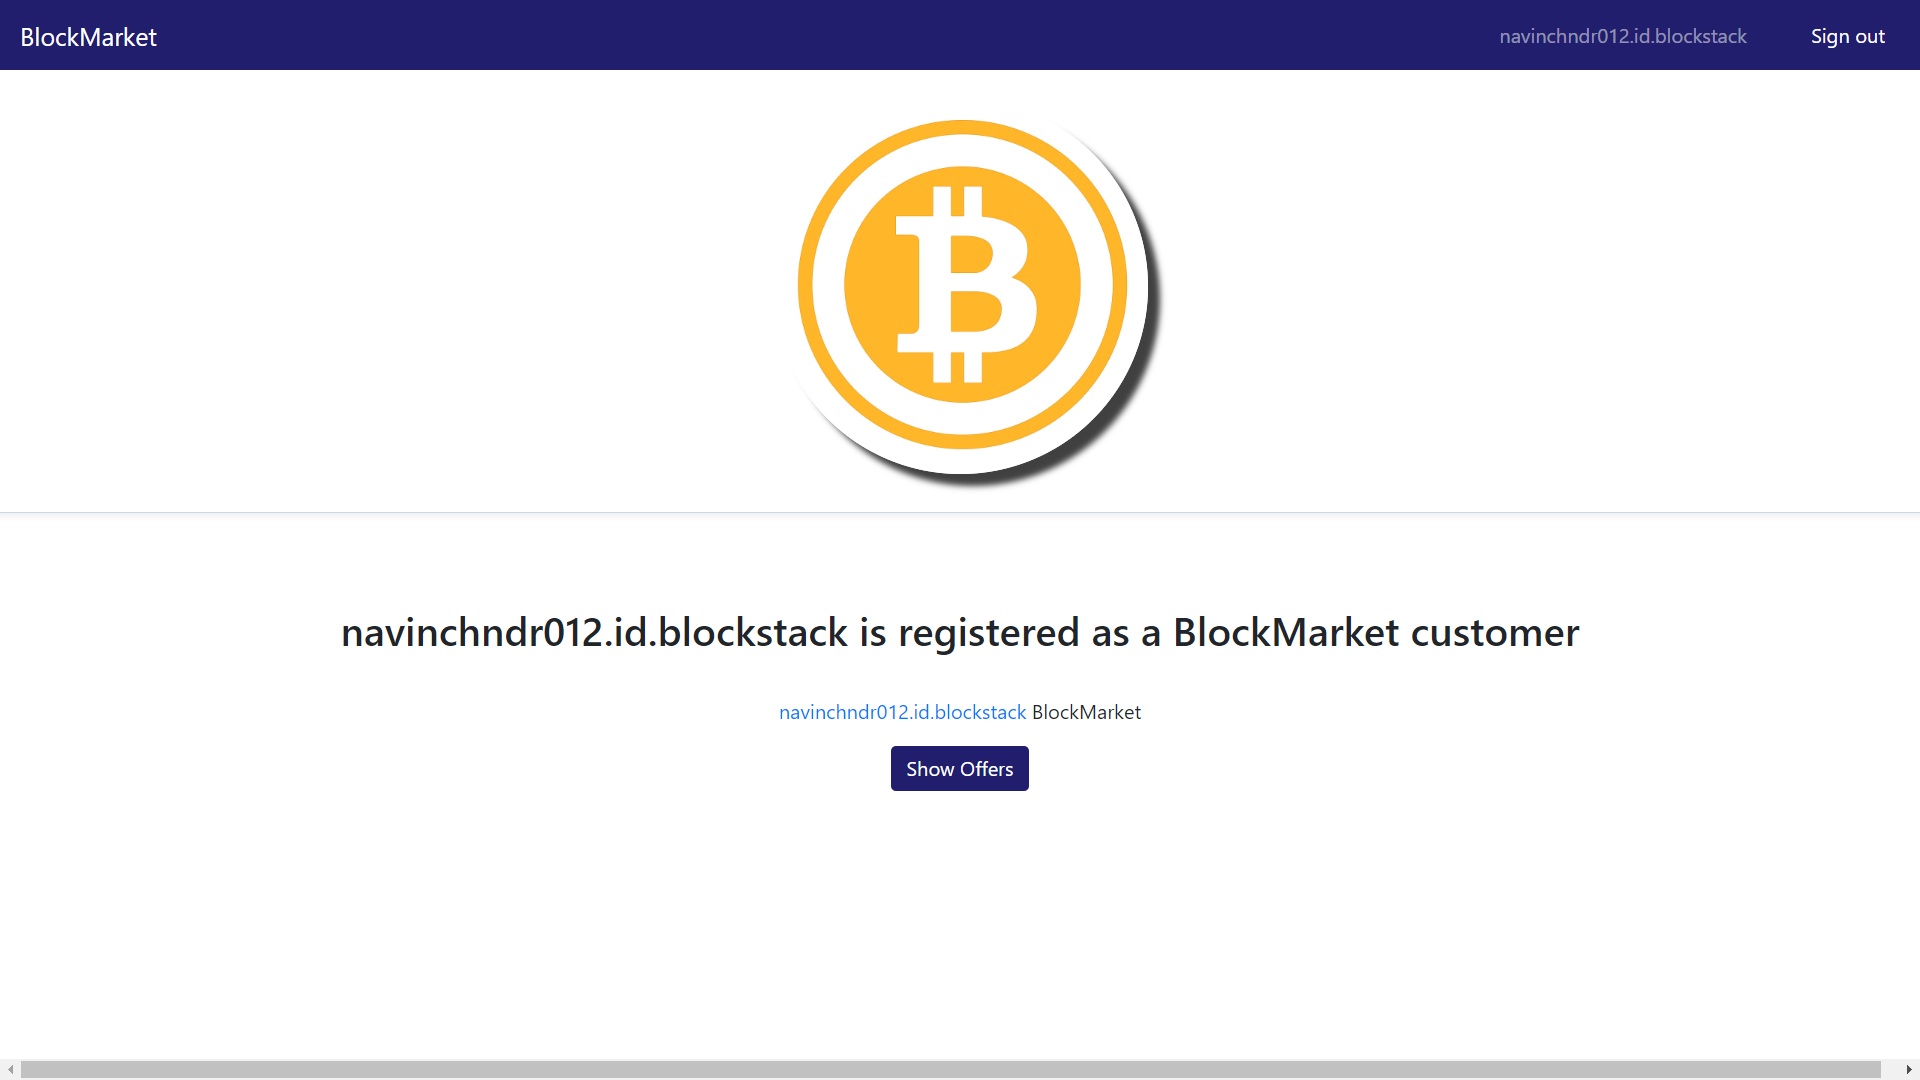 BlockMarket
navinchndr012.id.blockstack
Sign out
navinchndr012.id.blockstack is registered as a BlockMarket customer
navinchndr012.id.blockstack BlockMarket
Show Offers